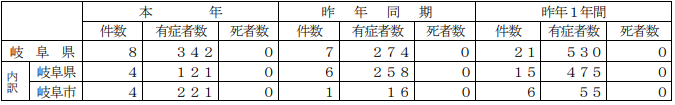 本年 昨年同期 昨年1年間
件数 有症者数 死者数 件数 有症者数 死者数 件数 有症者数 死者数
岐阜県 8 342 0 7 274 0 21 530 0
内訳 岐阜県 4 121 0 6 258 0 15 475 0
岐阜市 4 221 0 1 16 0 6 55 0